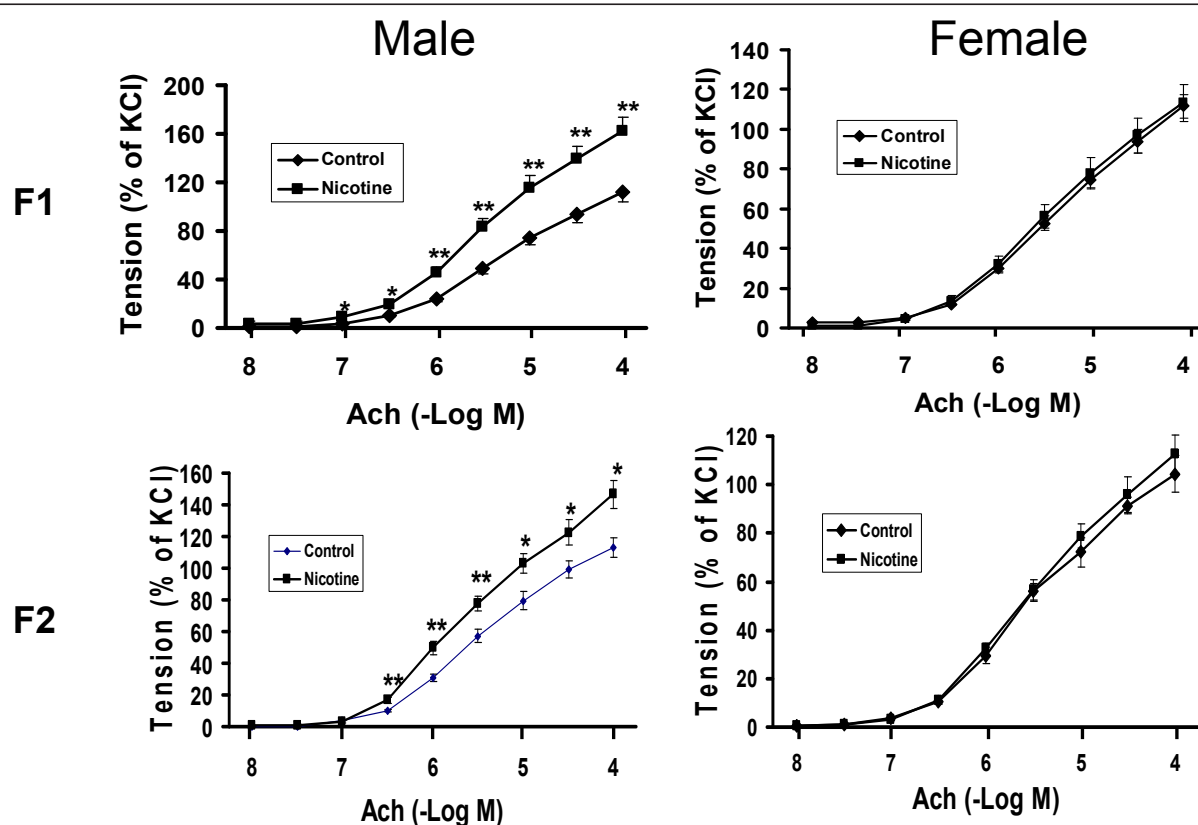 Male
Female
F1
Tension (% of KCl)
200
160
120
80
40
0
Control
Nicotine
*
*
**
**
**
**
**
8 7 6 5 4
Ach (-Log M)
Tension (% of KCl)
140
120
100
80
60
40
20
0
Control
Nicotine
8 7 6 5 4
Ach (-Log M)
F2
Tension (% of KCl)
160
140
120
100
80
60
40
20
0
Control
Nicotine
**
**
**
*
*
*
8 7 6 5 4
Ach (-Log M)
Tension (% of KCl)
120
100
80
60
40
20
0
Control
Nicotine
8 7 6 5 4
Ach (-Log M)